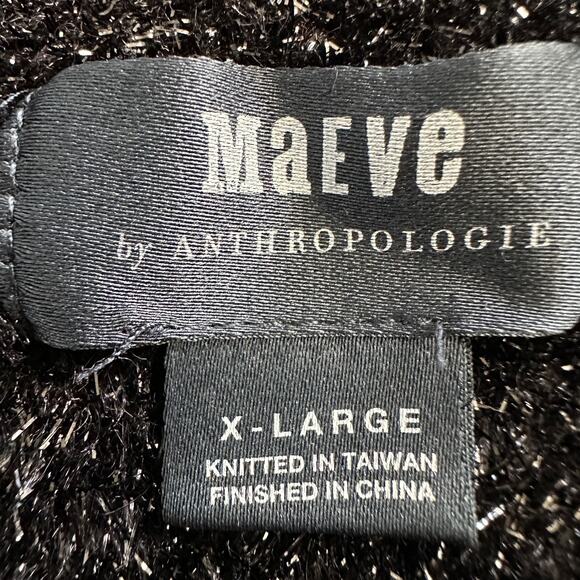 MaEVe
by ANTHROPOLOGIE
X-LARGE
KNITTED IN TAIWAN
FINISHED IN CHINA